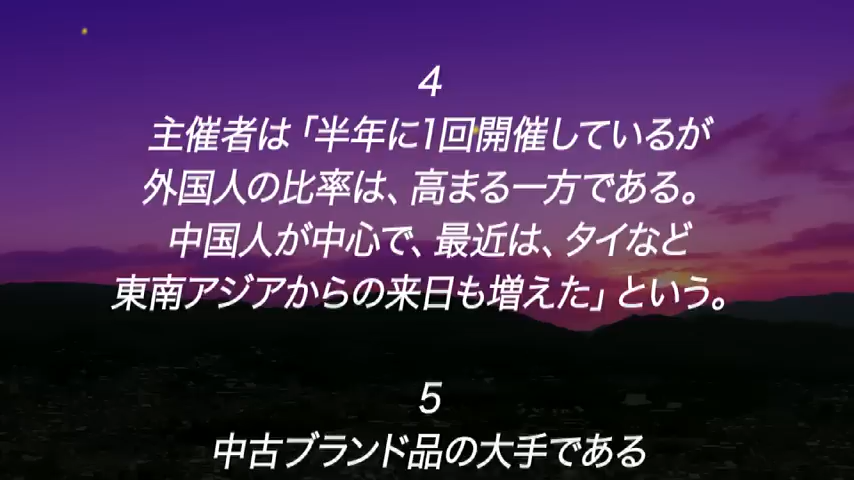 4
主催者は「半年に1回開催しているが
外国人の比率は、高まる一方である。
中国人が中心で、最近は、タイなど
東南アジアからの来日も増えた」という。
5
中古ブランド品の大手である